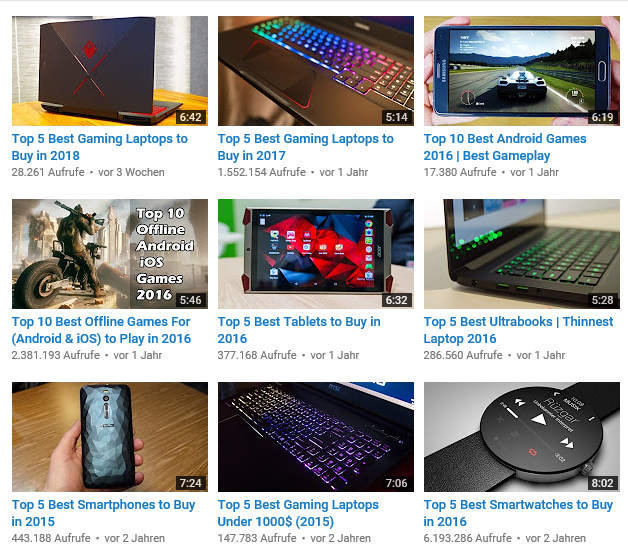 6:42
5:14
6:19
Top 5 Best Gaming Laptops to
Buy in 2018
28.261 Aufrufe • vor 3 Wochen
Top 5 Best Gaming Laptops to
Buy in 2017
1.552.154 Aufrufe • vor 1 Jahr
SAMSUNG
Top 10 Best Android Games
2016 | Best Gameplay
17.380 Aufrufe • vor 1 Jahr
Top 10
Offline
Android
iOS
Games
2016
5:46
acer
6:32
5:28
Top 10 Best Offline Games For
(Android & iOS) to Play in 2016
2.381.193 Aufrufe • vor 1 Jahr
Top 5 Best Tablets to Buy in
2016
377.168 Aufrufe • vor 1 Jahr
Top 5 Best Ultrabooks | Thinnest
Laptop 2016
286.560 Aufrufe • vor 1 Jahr
7:24
msi
7:06
Rüzgar
8:02
Top 5 Best Smartphones to Buy
in 2015
443.188 Aufrufe • vor 2 Jahren
Top 5 Best Gaming Laptops
Under 1000$ (2015)
147.783 Aufrufe • vor 2 Jahren
Top 5 Best Smartwatches to Buy
in 2016
6.193.286 Aufrufe • vor 2 Jahren